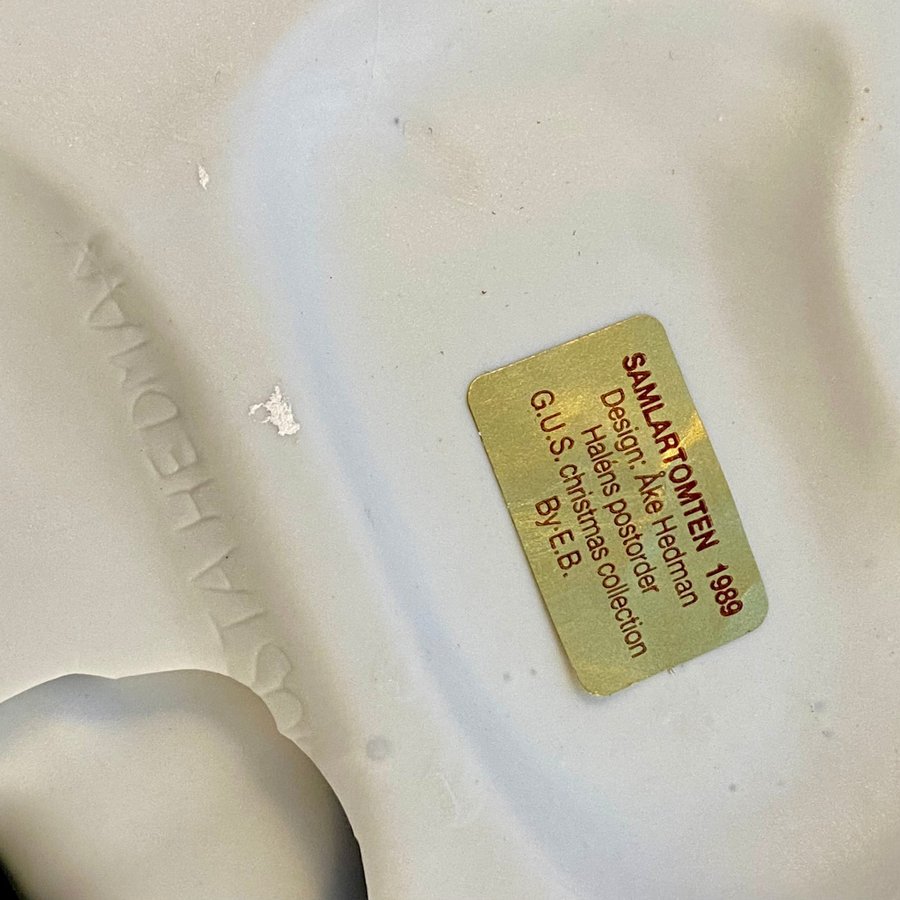 SAMLARTOMTEN 1989
Design: Åke Hedman
Haléns postorder
G.U.S. christmas collection
By E.B.